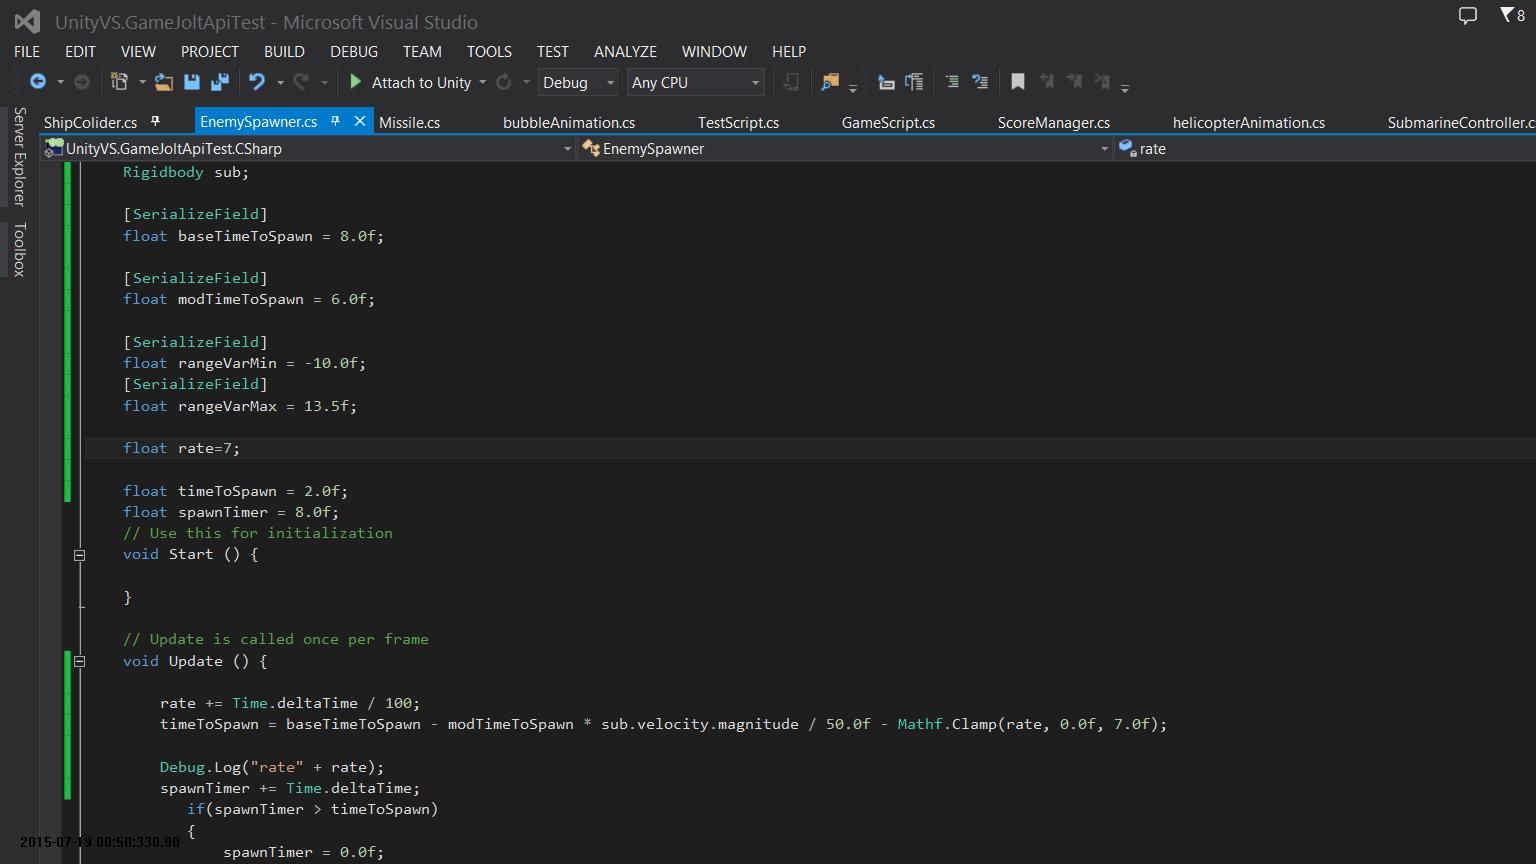 UnityVS.GameJoltApiTest - Microsoft Visual Studio
8
FILE EDIT VIEW PROJECT BUILD DEBUG TEAM TOOLS TEST ANALYZE WINDOW HELP
Attach to Unity Debug Any CPU
Server Explorer
Toolbox
ShipColider.cs EnemySpawner.cs Missile.cs bubbleAnimation.cs TestScript.cs GameScript.cs ScoreManager.cs helicopterAnimation.cs SubmarineController.cs
UnityVS.GameJoltApiTest.CSharp EnemySpawner rate
Rigidbody sub;
[SerializeField]
float baseTimeToSpawn = 8.0f;
[SerializeField]
float modTimeToSpawn = 6.0f;
[SerializeField]
float rangeVarMin = -10.0f;
[SerializeField]
float rangeVarMax = 13.5f;
float rate=7;
float timeToSpawn = 2.0f;
float spawnTimer = 8.0f;
// Use this for initialization
void Start () {
}
// Update is called once per frame
void Update () {
rate += Time.deltaTime / 100;
timeToSpawn = baseTimeToSpawn - modTimeToSpawn * sub.velocity.magnitude / 50.0f - Mathf.Clamp(rate, 0.0f, 7.0f);
Debug.Log("rate" + rate);
spawnTimer += Time.deltaTime;
if(spawnTimer > timeToSpawn)
{
spawnTimer = 0.0f;
2015-07-19 00:50:330.90